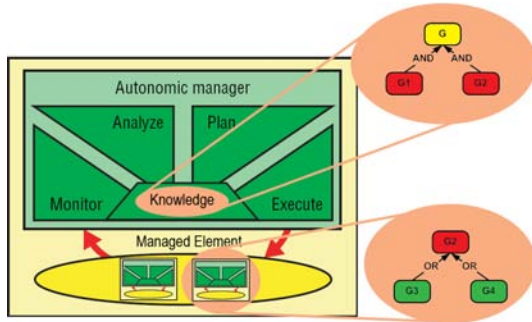 G
AND AND
G1 G2
Autonomic manager
Analyze Plan
Monitor Knowledge Execute
Managed Element
G2
OR OR
G3 G4